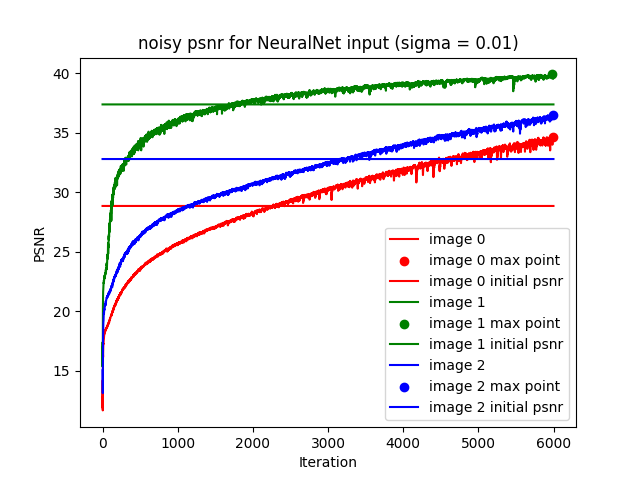 noisy psnr for NeuralNet input (sigma = 0.01)
40
35
30
25
20
15
PSNR
image 0
image 0 max point
image 0 initial psnr
image 1
image 1 max point
image 1 initial psnr
image 2
image 2 max point
image 2 initial psnr
0 1000 2000 3000 4000 5000 6000
Iteration